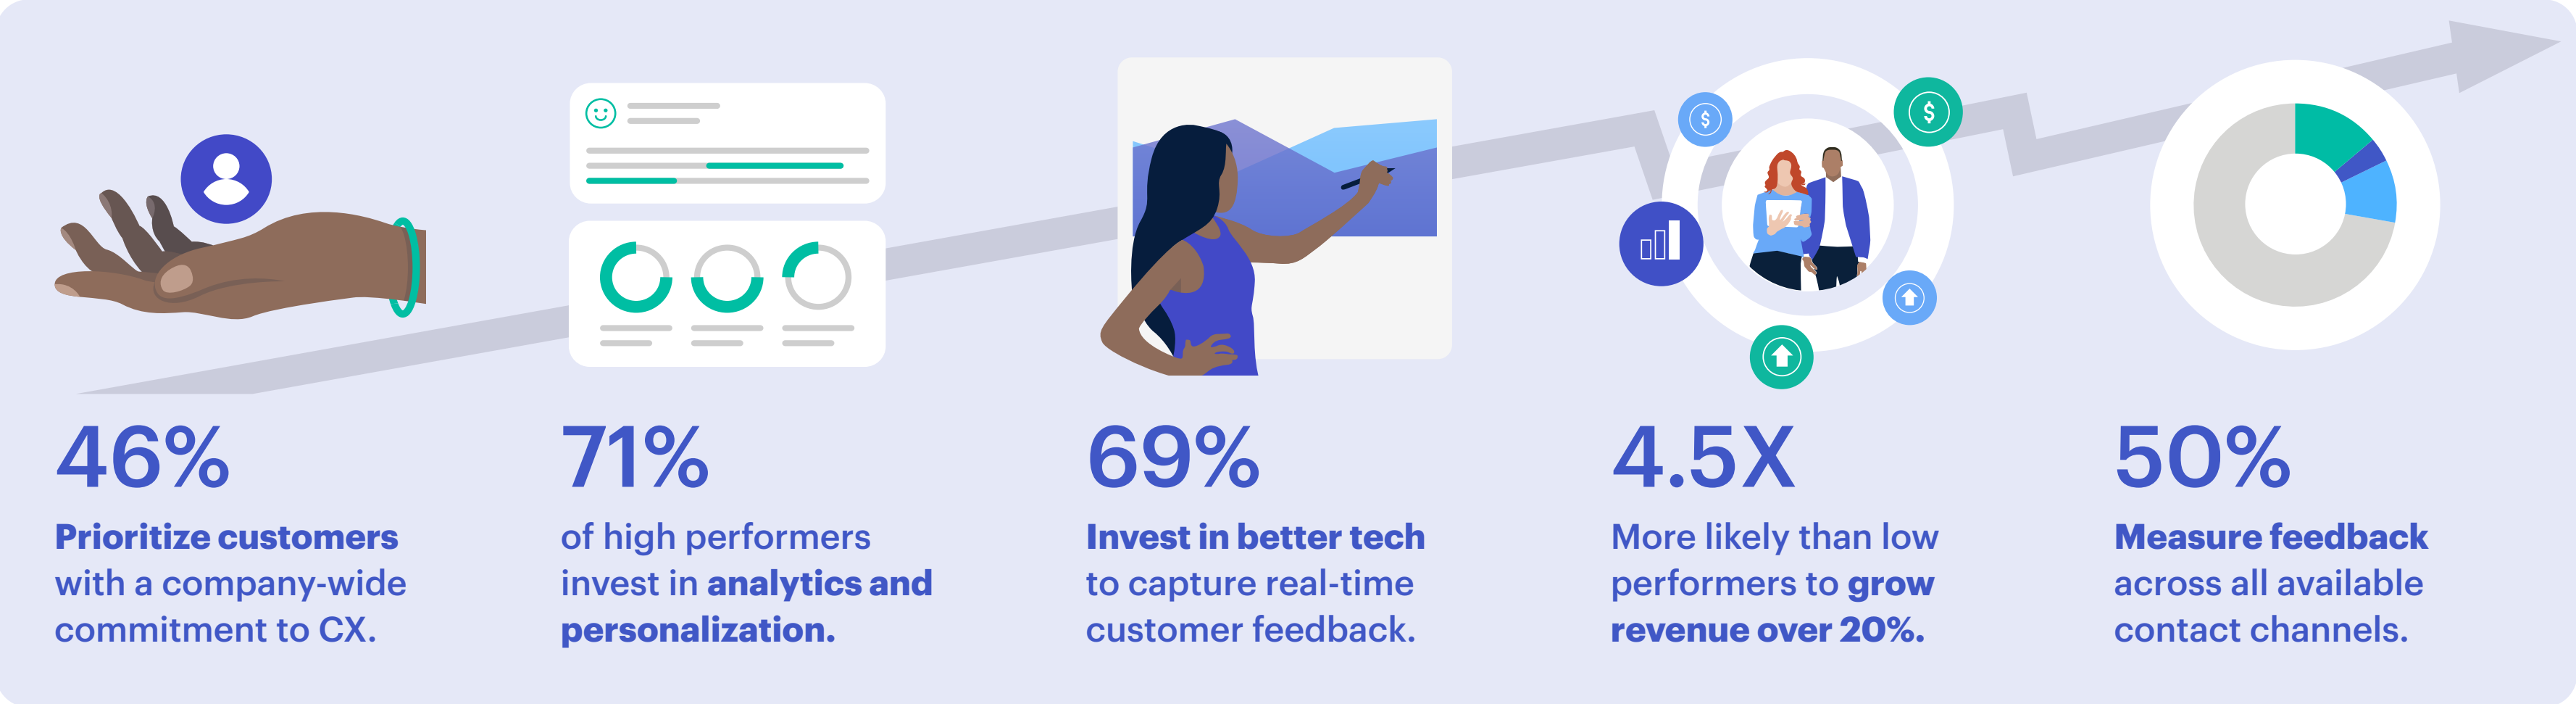 46%
Prioritize customers
with a company-wide
commitment to CX.
71%
of high performers
invest in analytics and
personalization.
69%
Invest in better tech
to capture real-time
customer feedback.
$
$
4.5X
More likely than low
performers to grow
revenue over 20%.
50%
Measure feedback
across all available
contact channels.